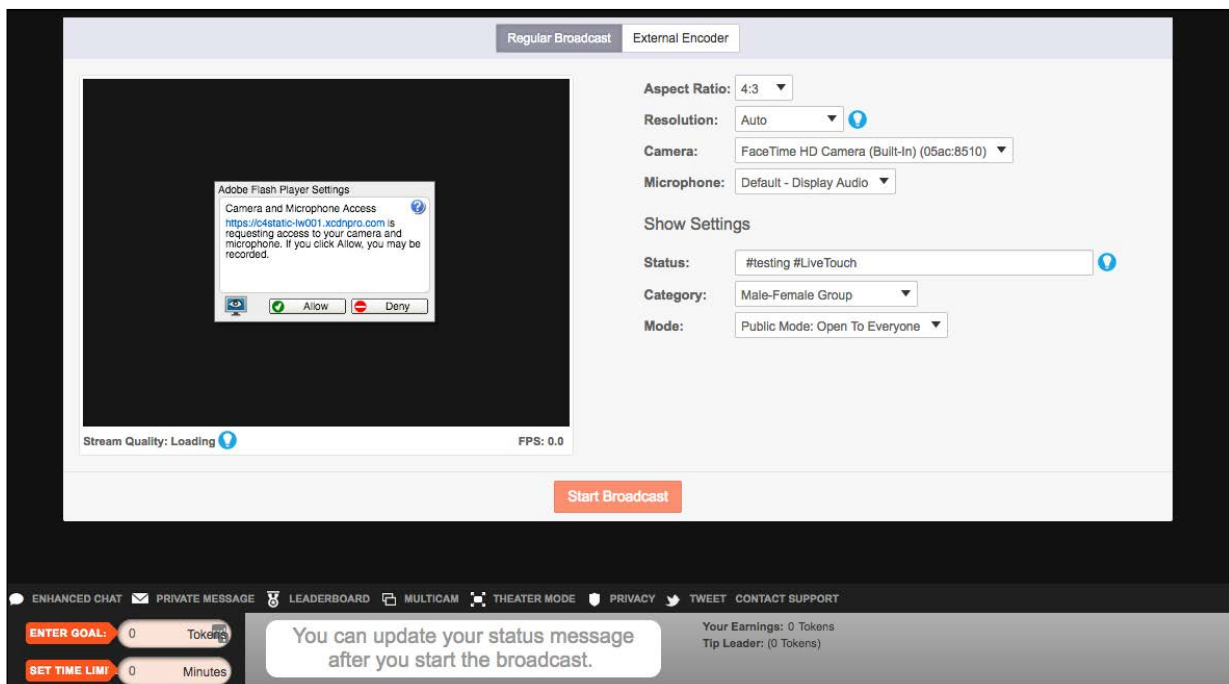 Regular Broadcast External Encoder
Aspect Ratio: 4:3
Resolution: Auto
Camera: FaceTime HD Camera (Built-In) (05ac:8510)
Microphone: Default - Display Audio
Adobe Flash Player Settings
Camera and Microphone Access
https://c4static-lw001.xcdnpro.com is
requesting access to your camera and
microphone. If you click Allow, you may be
recorded.
Allow Deny
Show Settings
Status: #testing #LiveTouch
Category: Male-Female Group
Mode: Public Mode: Open To Everyone
Stream Quality: Loading FPS: 0.0
Start Broadcast
ENHANCED CHAT PRIVATE MESSAGE LEADERBOARD MULTICAM THEATER MODE PRIVACY TWEET CONTACT SUPPORT
ENTER GOAL: 0 Tokens
SET TIME LIMI 0 Minutes
You can update your status message
after you start the broadcast.
Your Earnings: 0 Tokens
Tip Leader: (0 Tokens)